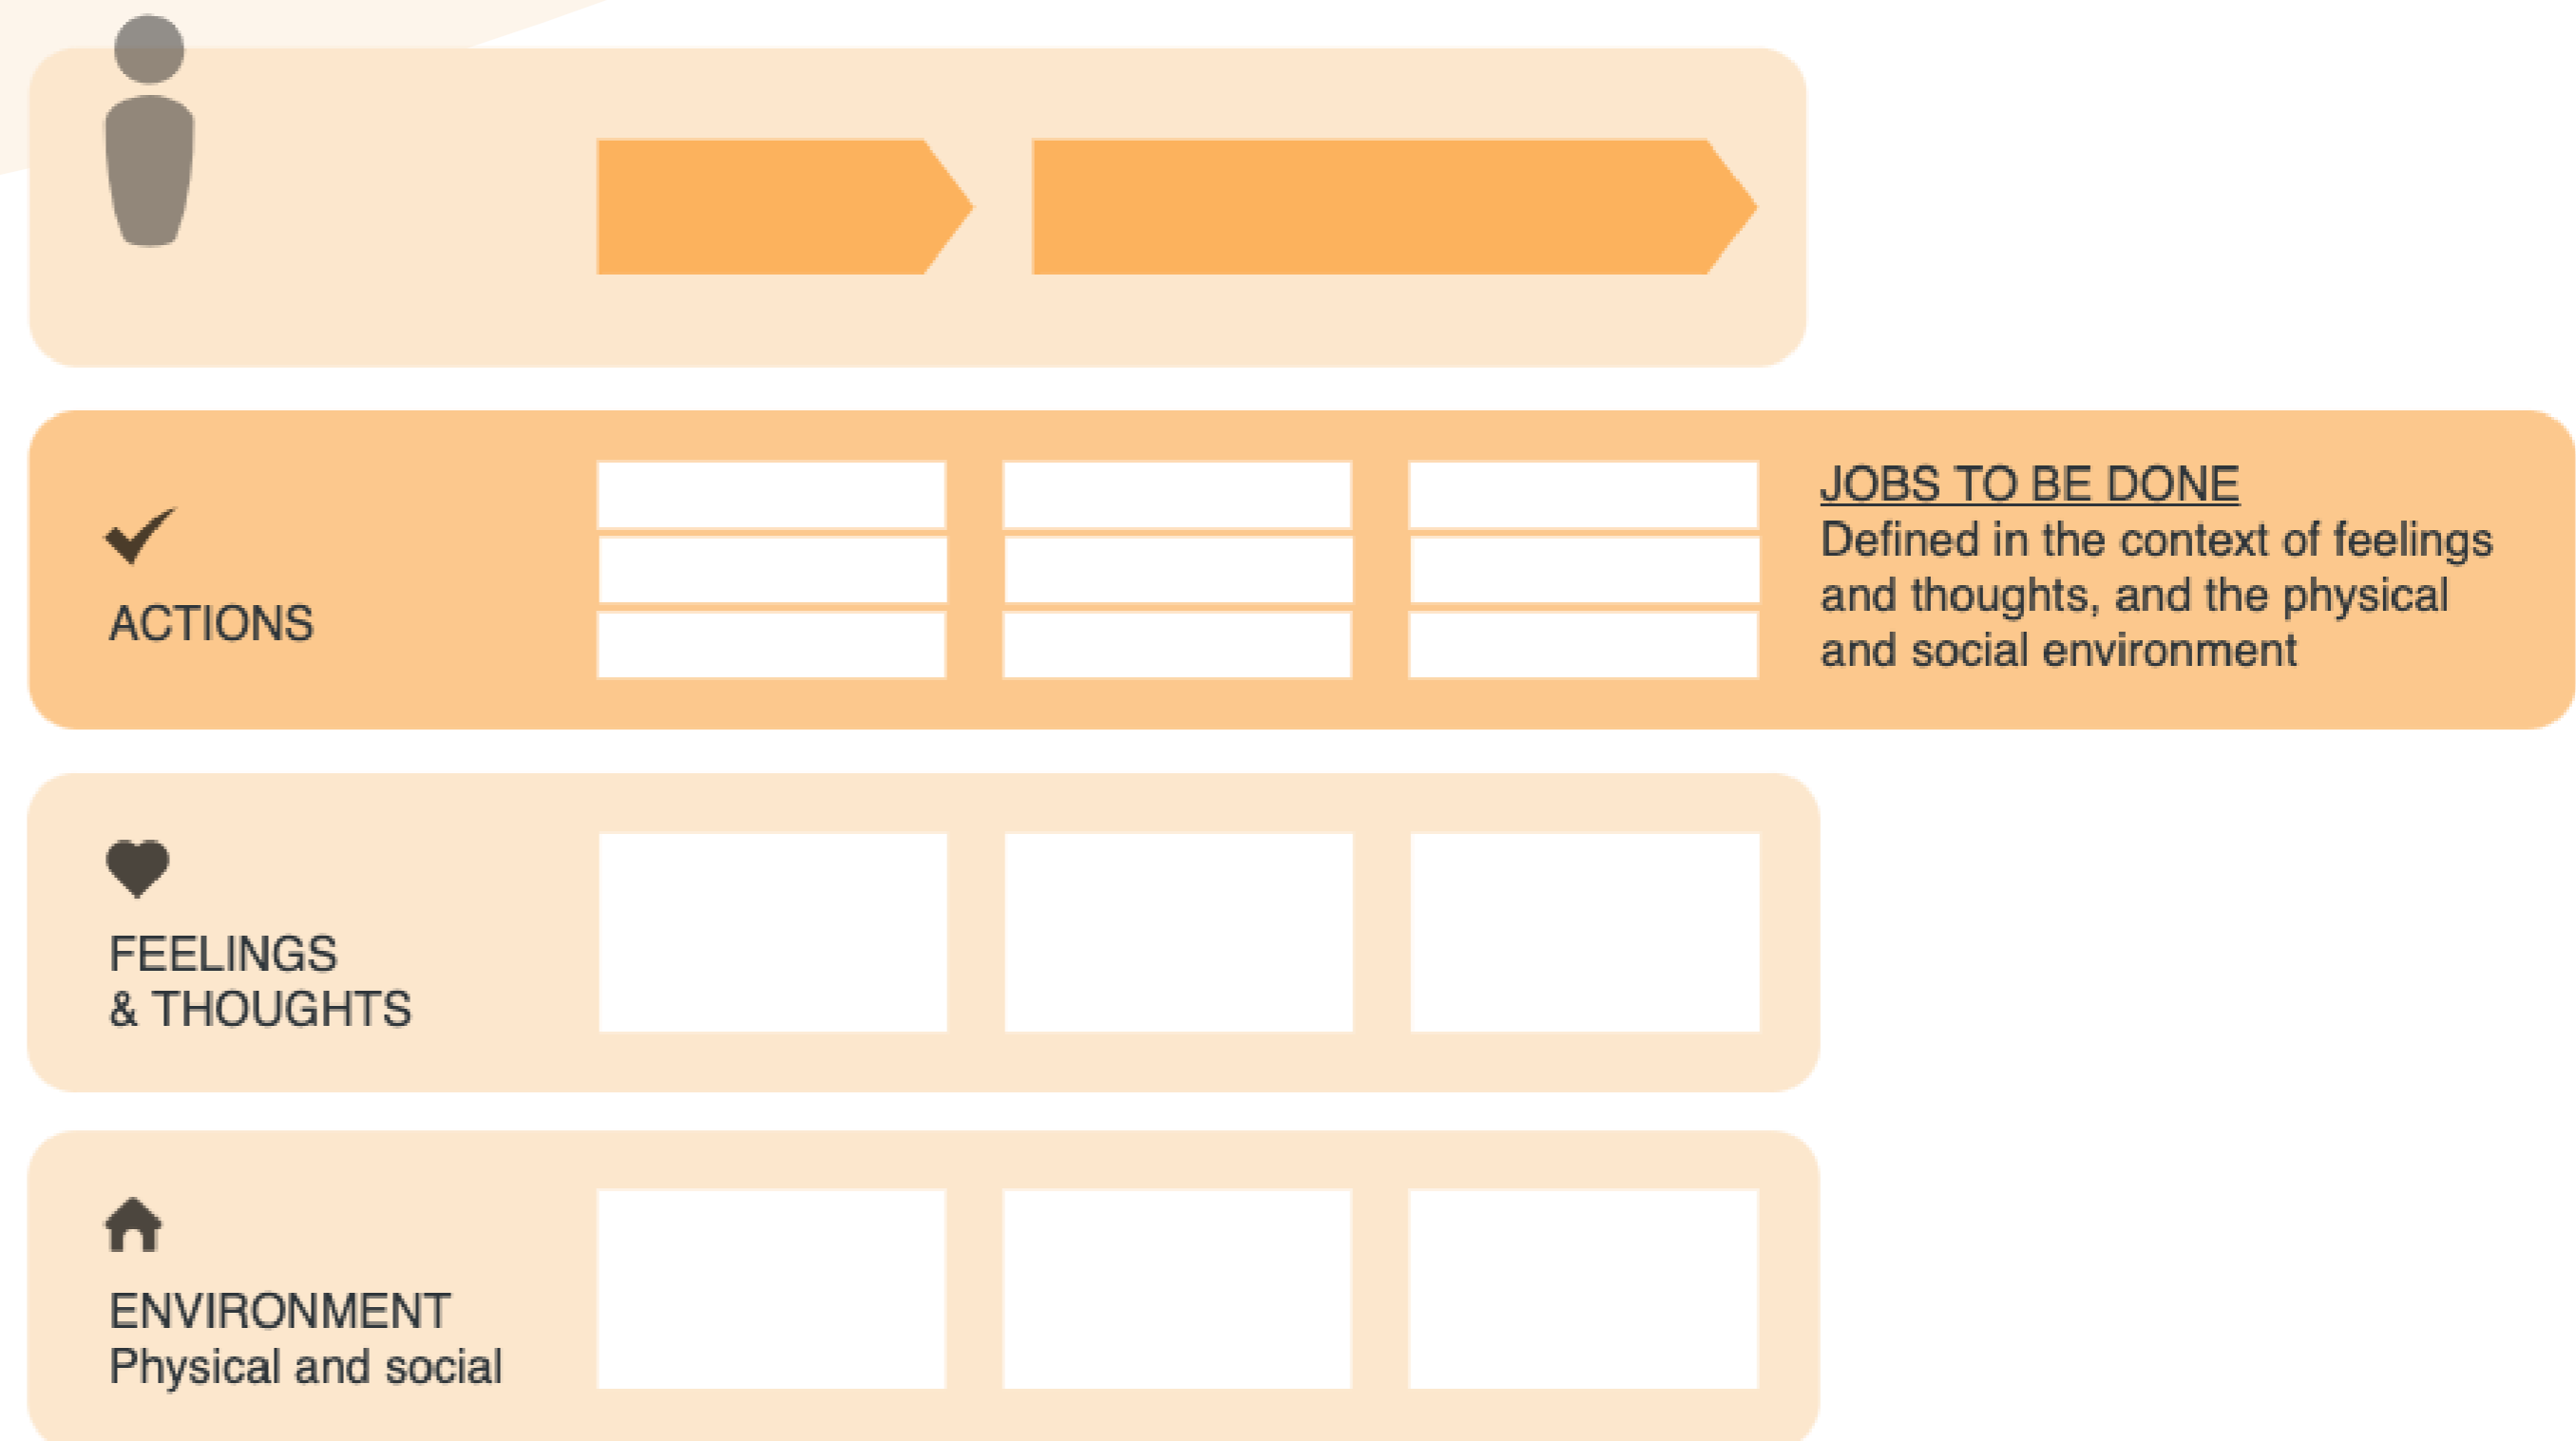 ACTIONS
JOBS TO BE DONE
Defined in the context of feelings
and thoughts, and the physical
and social environment
FEELINGS
& THOUGHTS
ENVIRONMENT
Physical and social